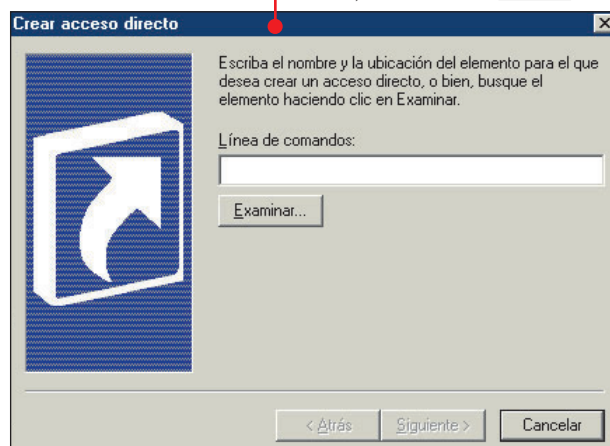 Crear acceso directo
Escriba el nombre y la ubicación del elemento para el que
desea crear un acceso directo, o bien, busque el
elemento haciendo clic en Examinar.
Línea de comandos:
Examinar...
< Atrás
Siguiente >
Cancelar